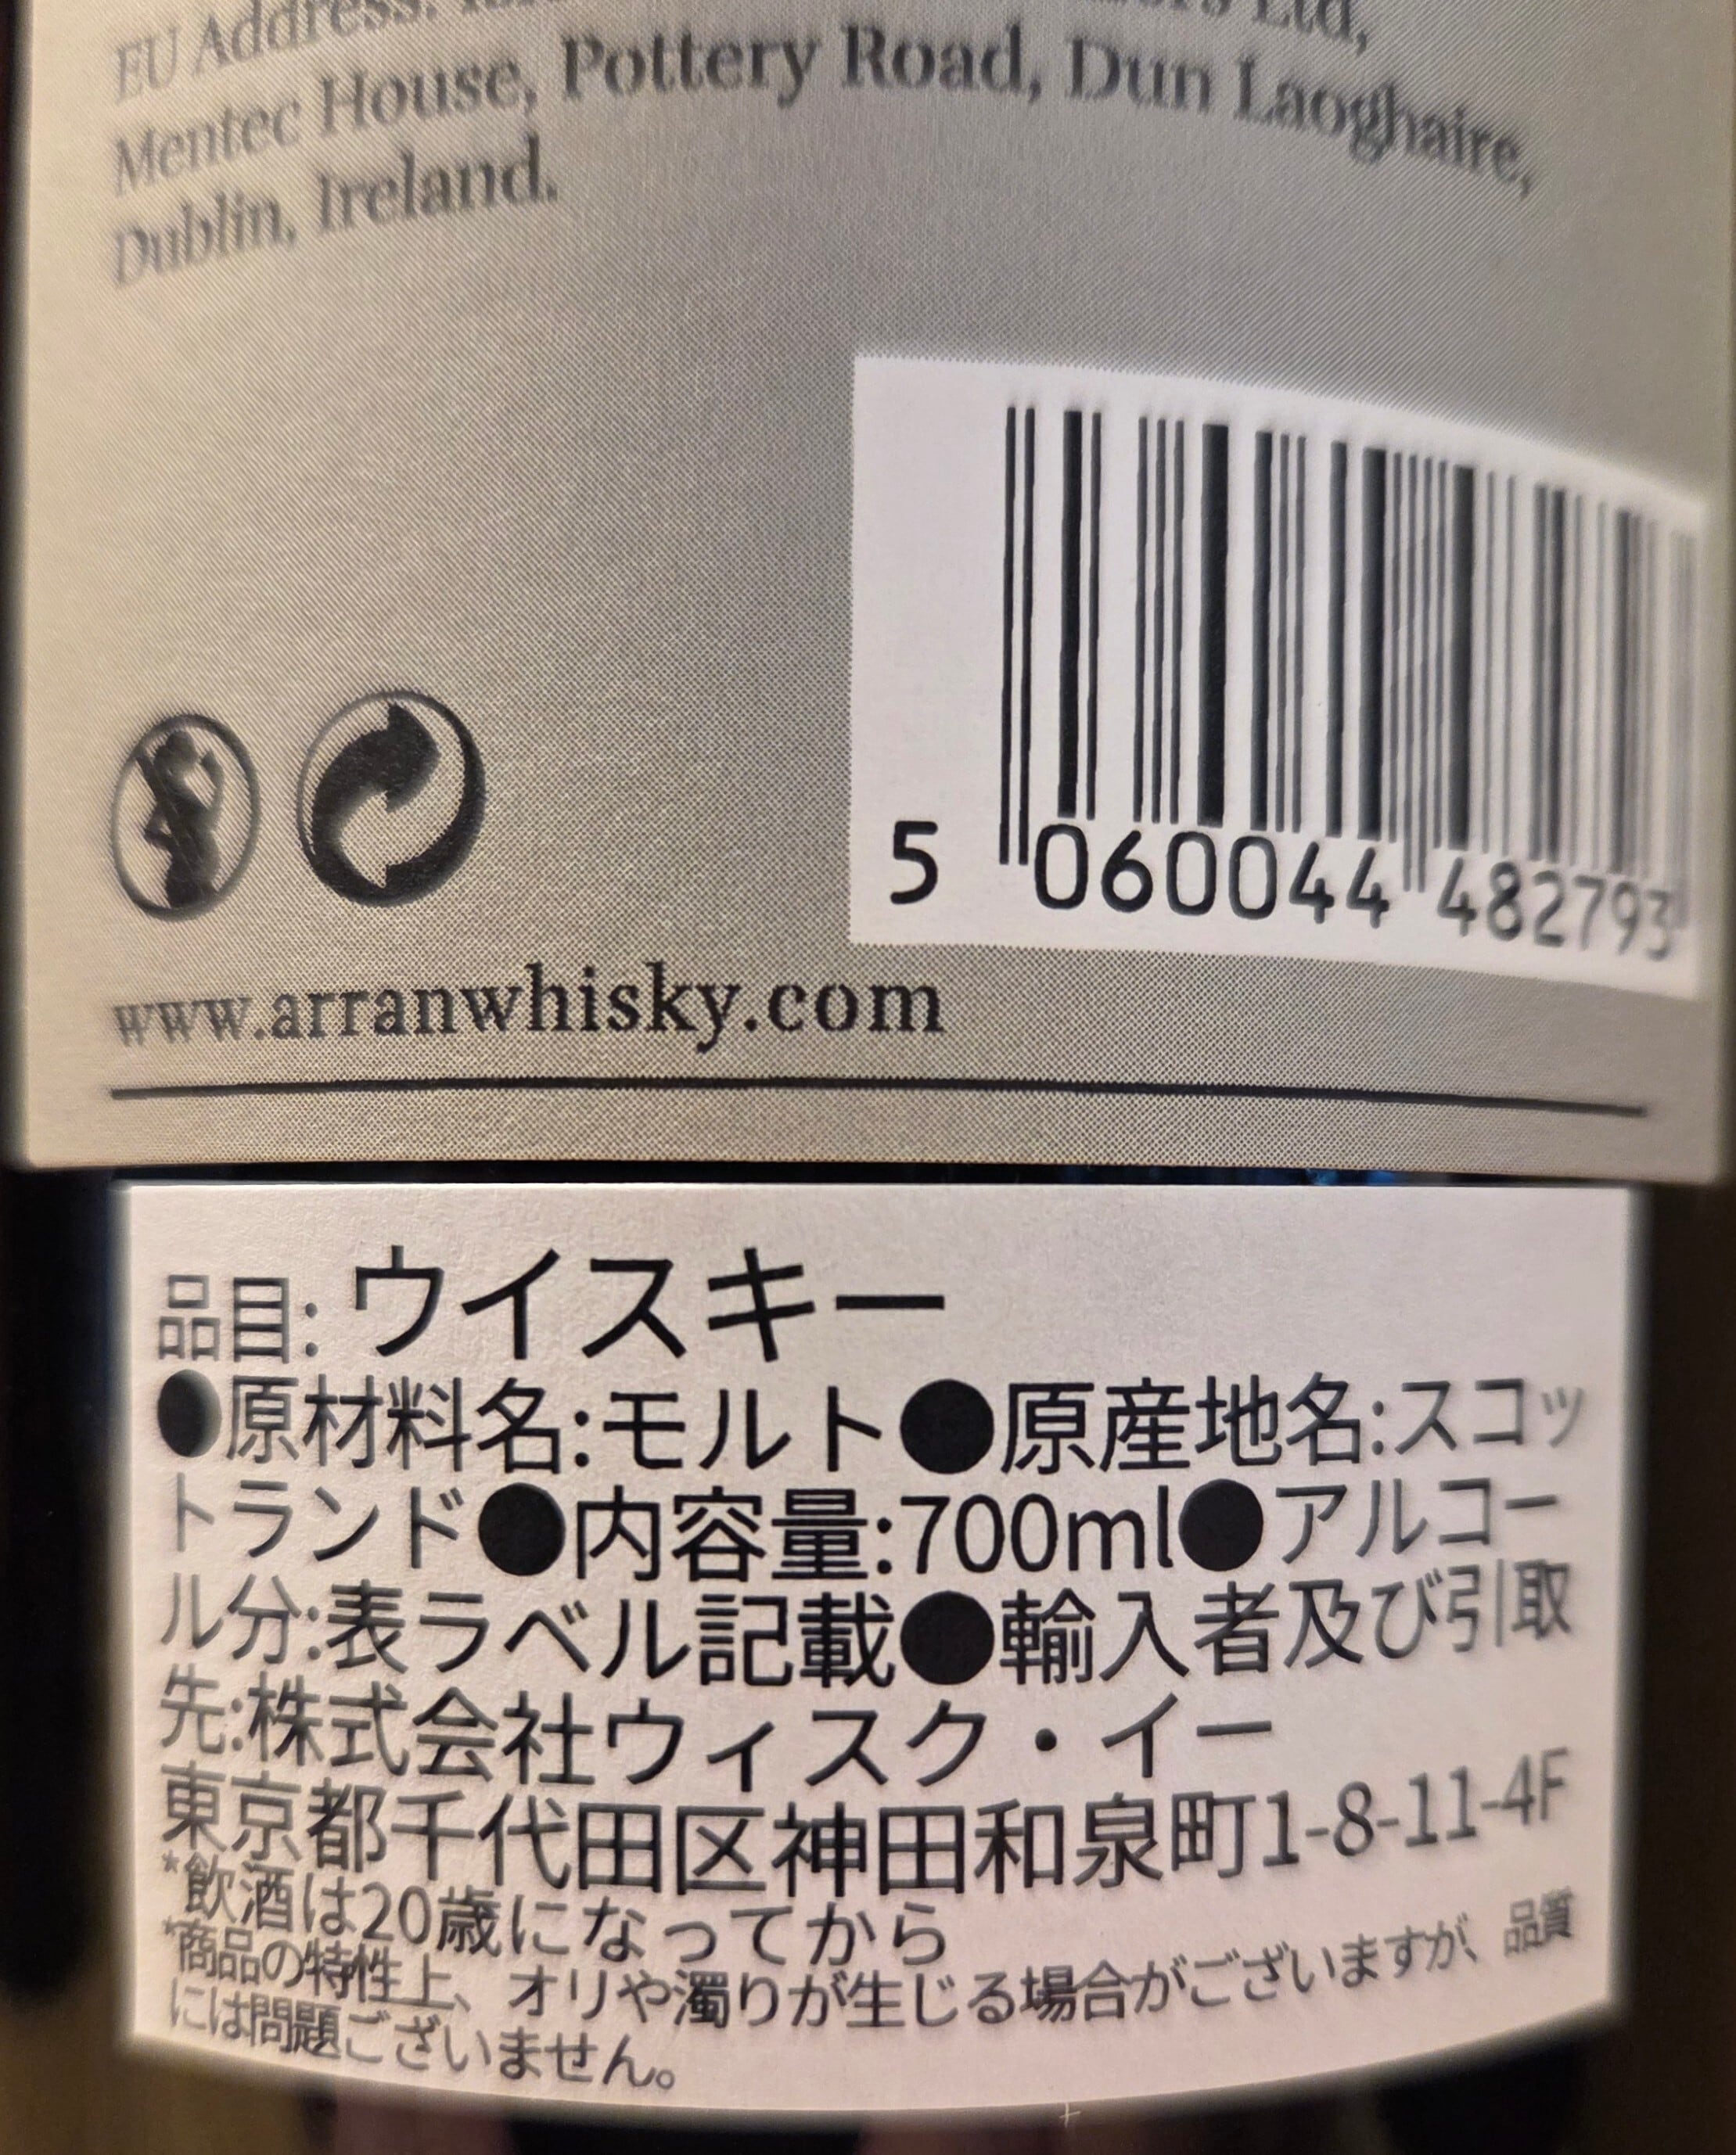 EU Address: Ltd,
Mentec House, Pottery Road, Dun Laoghaire,
Dublin, Ireland.
5 060044 482793
www.arranwhisky.com
品目: ウイスキー
●原材料名:モルト●原産地名:スコッ
トランド●内容量:700ml●アルコー
ル分:表ラベル記載●輸入者及び引取
先:株式会社ウィスク・イー
東京都千代田区神田和泉町1-8-11-4F
*飲酒は20歳になってから
*商品の特性上、オリや濁りが生じる場合がございますが、品質
には問題ございません。